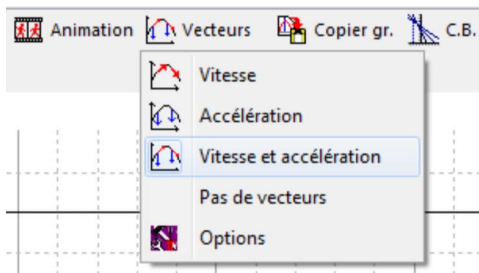 Animation Vecteurs Copier gr. C.B.
Vitesse
Accélération
Vitesse et accélération
Pas de vecteurs
Options